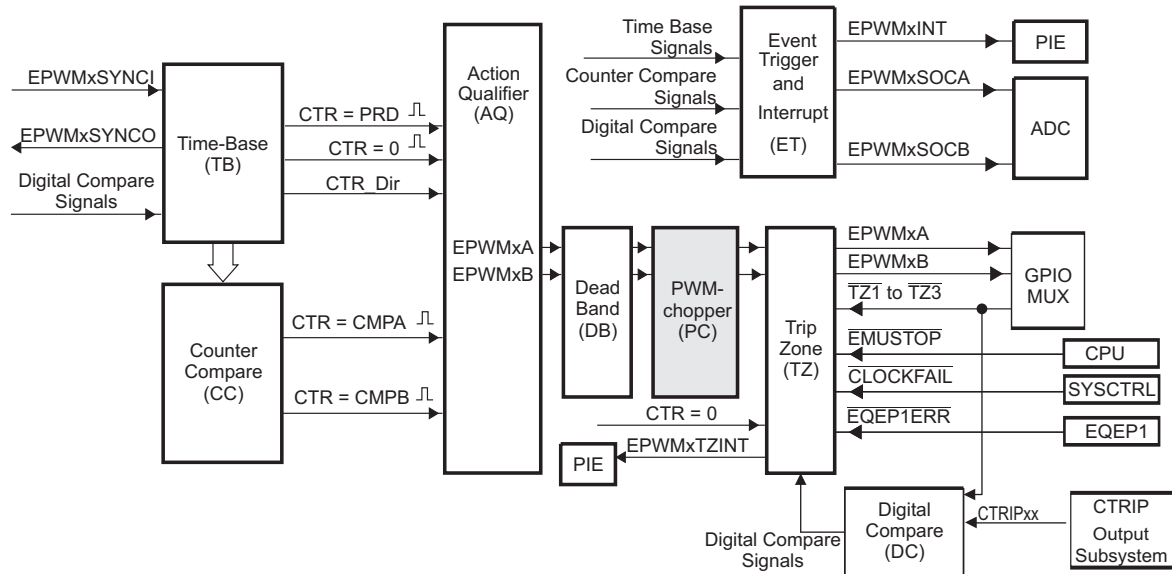 EPWMxSYNCI
EPWMxSYNCO
Digital Compare
Signals
Time-Base
(TB)
CTR = PRD
CTR = 0
CTR_Dir
Counter
Compare
(CC)
CTR = CMPA
CTR = CMPB
Action
Qualifier
(AQ)
EPWMxA
EPWMxB
Time Base
Signals
Counter Compare
Signals
Digital Compare
Signals
Event
Trigger
and
Interrupt
(ET)
EPWMxINT
EPWMxSOCA
EPWMxSOCB
PIE
ADC
Dead
Band
(DB)
PWM-
chopper
(PC)
Trip
Zone
(TZ)
EPWMxA
EPWMxB
TZ1 to TZ3
EMUSTOP
CLOCKFAIL
EQEP1ERR
GPIO
MUX
CPU
SYSCTRL
EQEP1
CTR = 0
EPWMxTZINT
PIE
Digital Compare
Signals
Digital
Compare
(DC)
CTRIPxx
CTRIP
Output
Subsystem